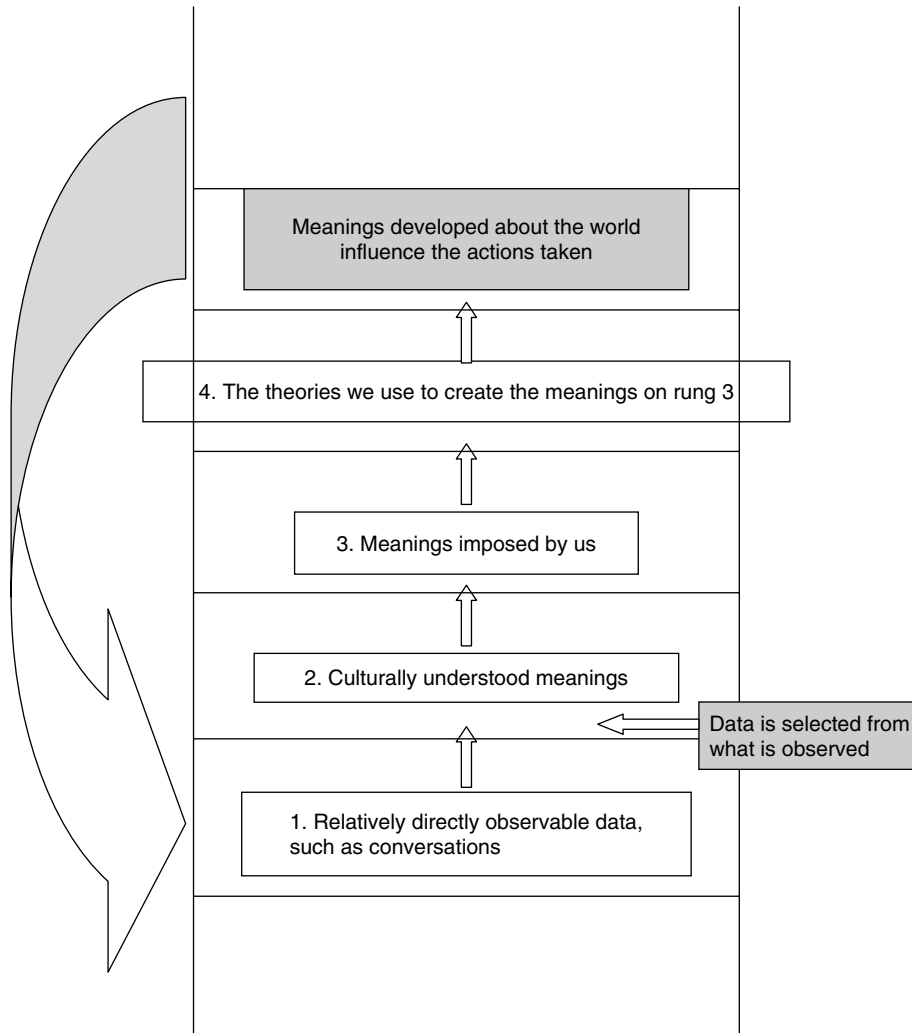 Meanings developed about the world
influence the actions taken
4. The theories we use to create the meanings on rung 3
3. Meanings imposed by us
2. Culturally understood meanings
Data is selected from
what is observed
1. Relatively directly observable data,
such as conversations